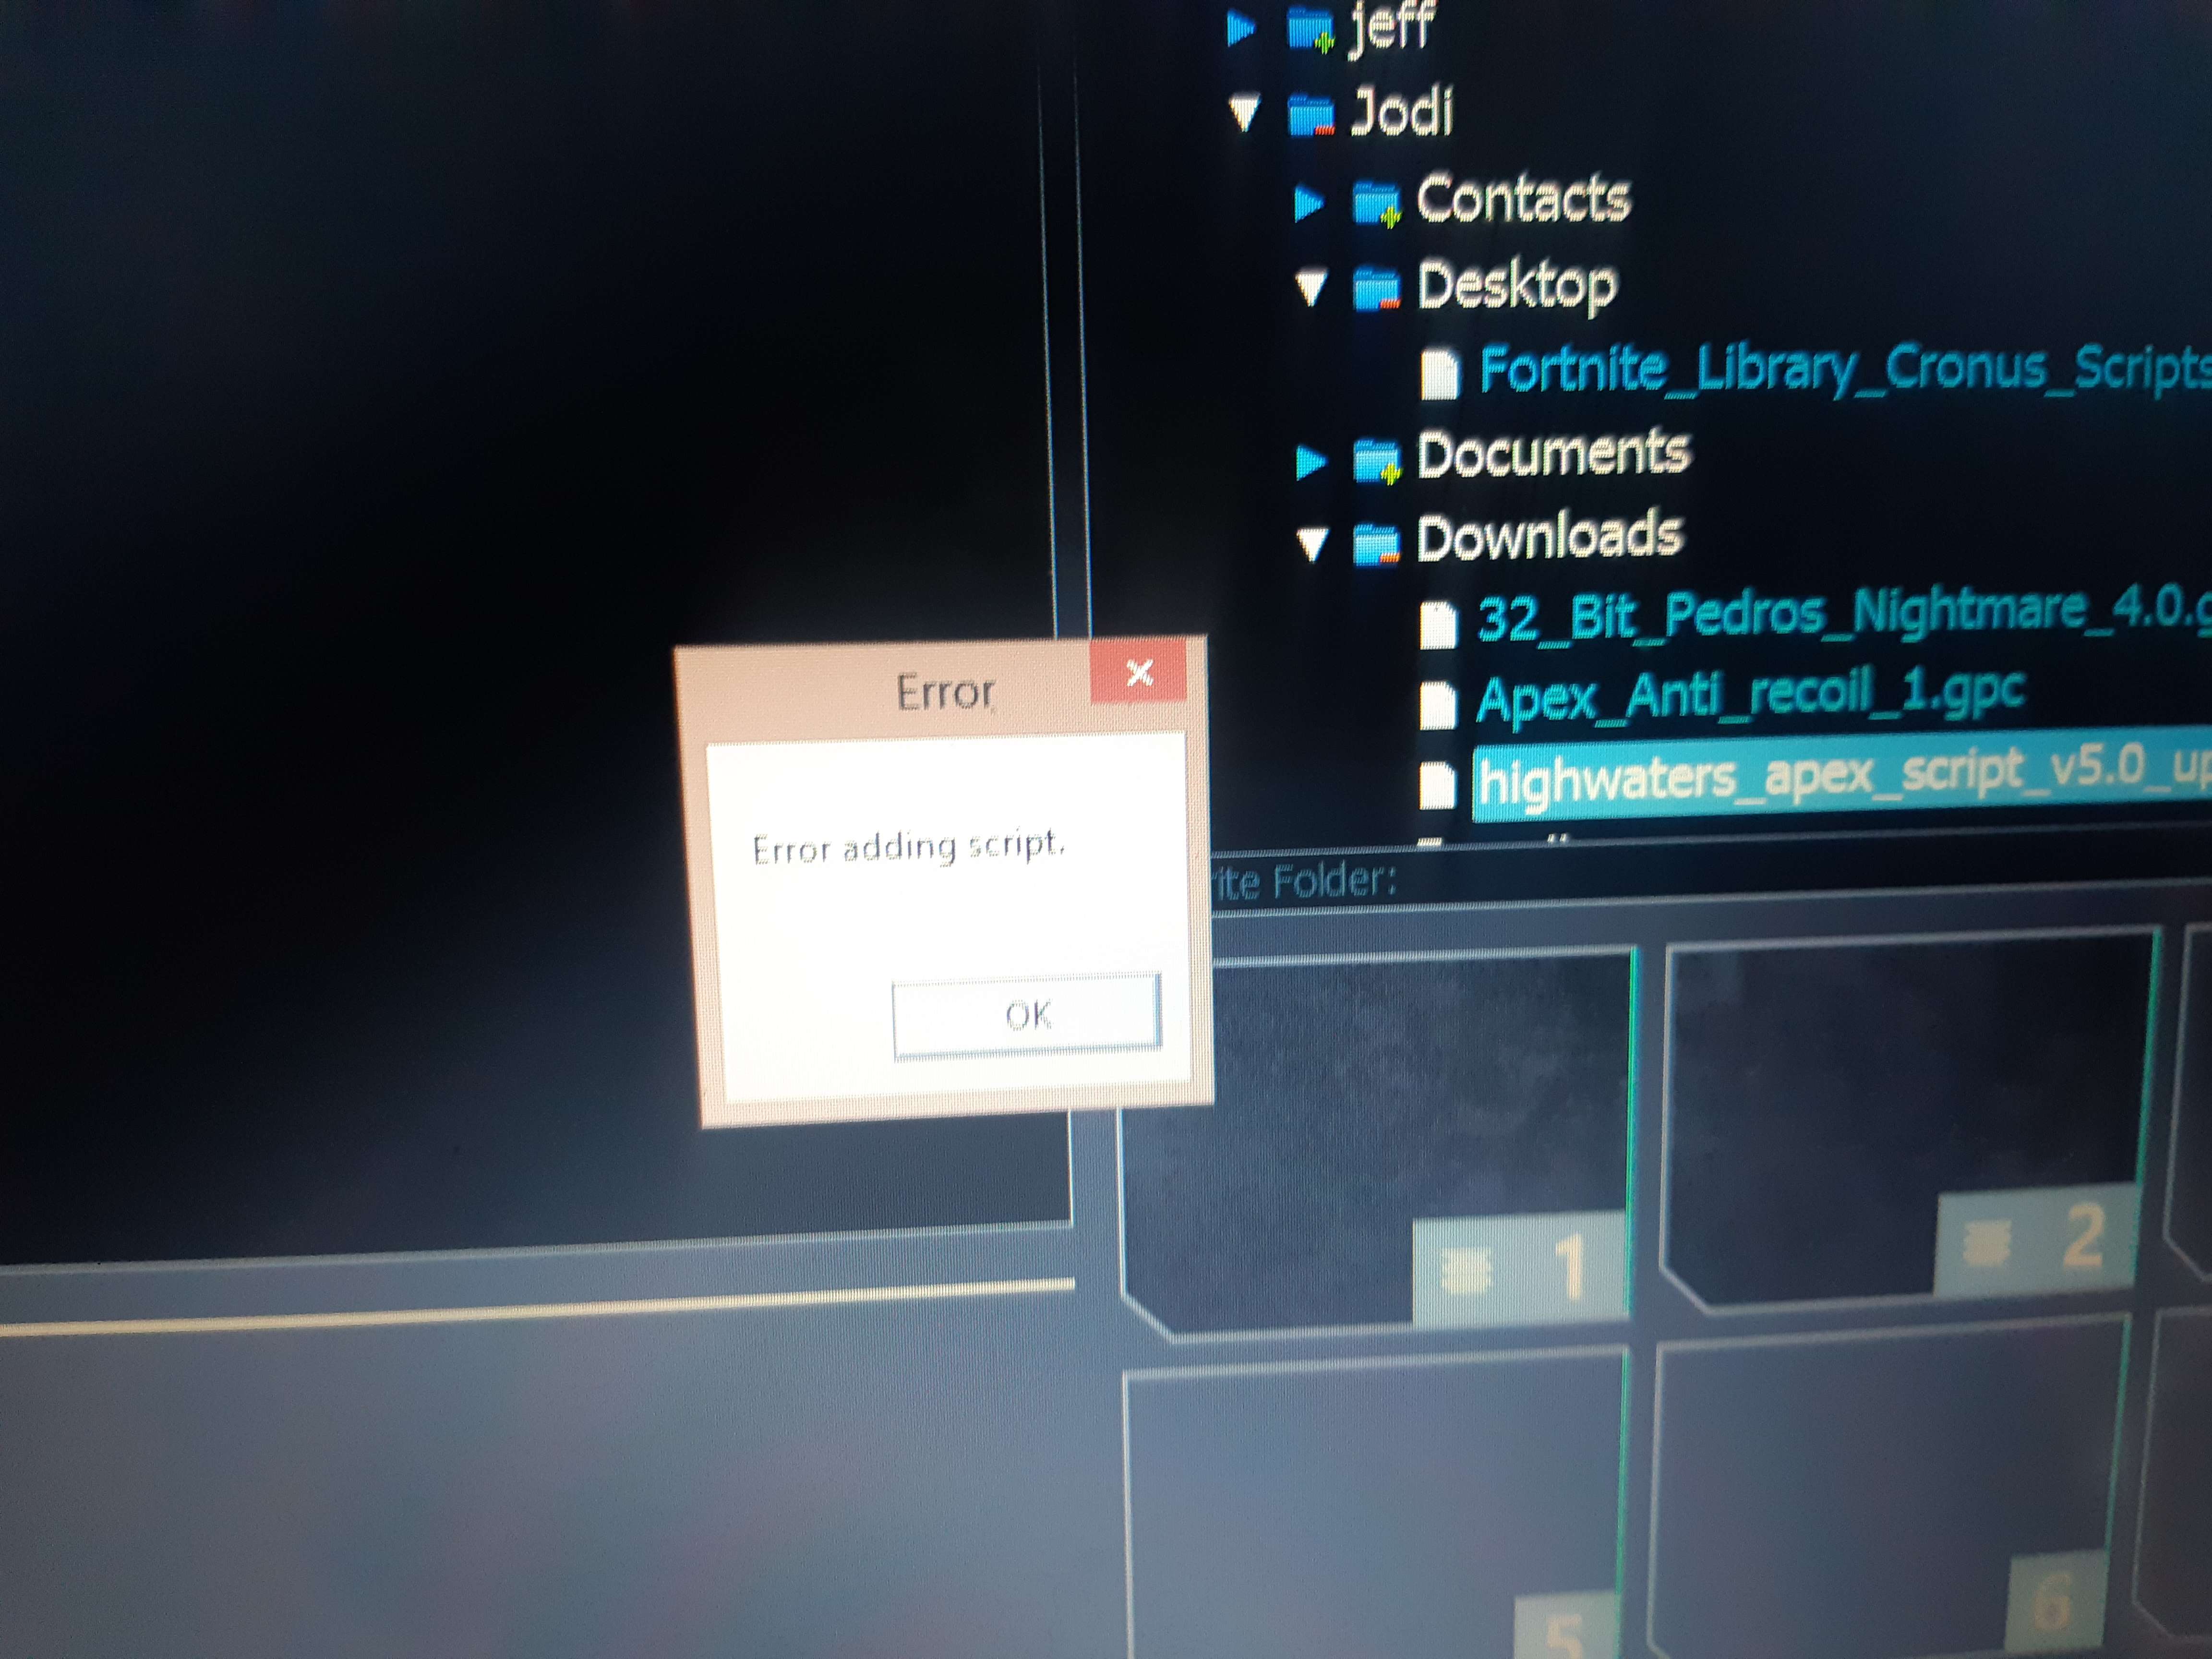 jeff
Jodi
Contacts
Desktop
Fortnite_Library_Cronus_Scripts
Documents
Downloads
32_Bit_Pedros_Nightmare_4.0.g
Apex_Anti_recoil_1.gpc
highwaters_apex_script_v5.0_up
Error
Error adding script.
OK
ite Folder:
1
2
5
6